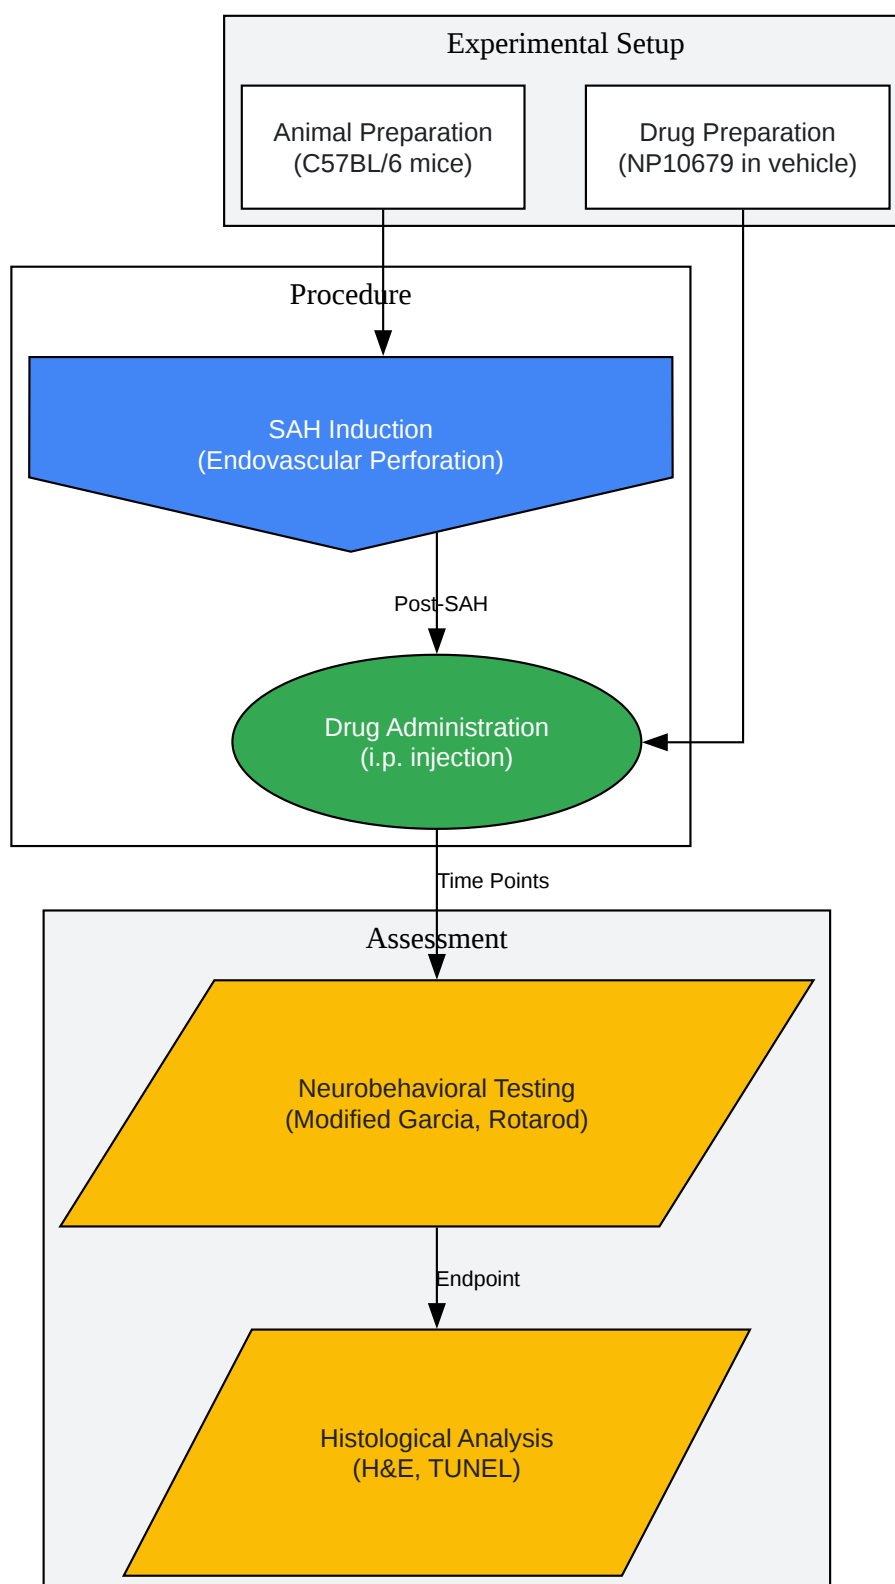 Experimental Setup
Animal Preparation
(C57BL/6 mice)
Drug Preparation
(NP10679 in vehicle)
Procedure
SAH Induction
(Endovascular Perforation)
Post-SAH
Drug Administration
(i.p. injection)
Time Points
Assessment
Neurobehavioral Testing
(Modified Garcia, Rotarod)
Endpoint
Histological Analysis
(H&E, TUNEL)